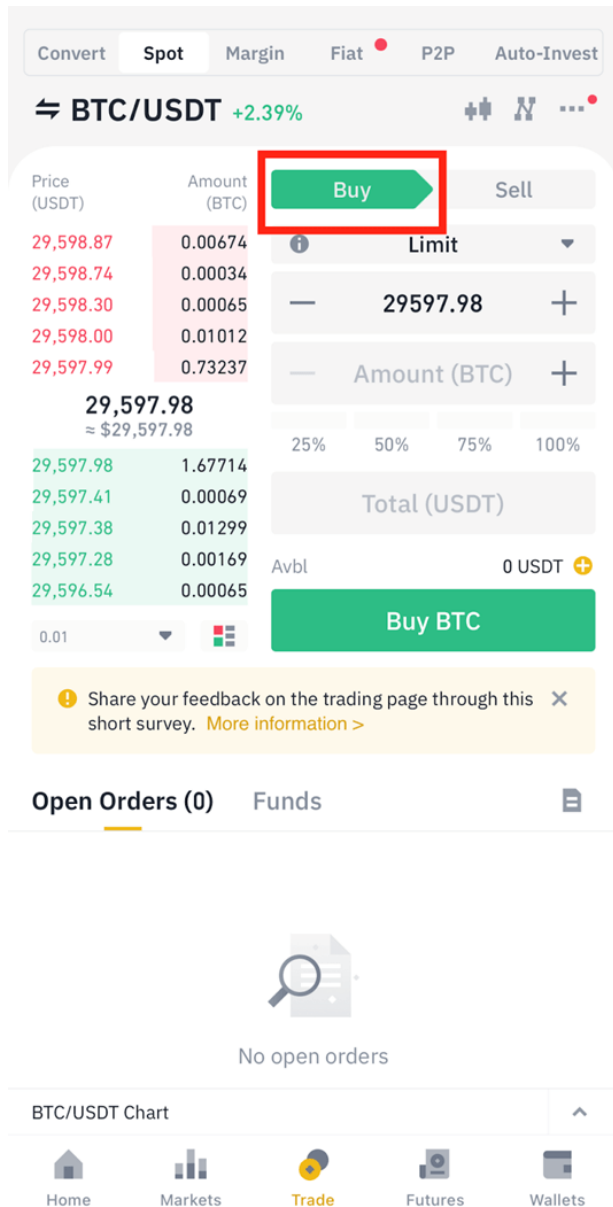 Convert Spot Margin Fiat P2P Auto-Invest
BTC/USDT +2.39%
Price (USDT) Amount (BTC)
29,598.87 0.00674
29,598.74 0.00034
29,598.30 0.00065
29,598.00 0.01012
29,597.99 0.73237
29,597.98
≈ $29,597.98
29,597.98 1.67714
29,597.41 0.00069
29,597.38 0.01299
29,597.28 0.00169
29,596.54 0.00065
0.01
Buy Sell
Limit
29597.98
Amount (BTC)
25% 50% 75% 100%
Total (USDT)
Avbl 0 USDT
Buy BTC
Share your feedback on the trading page through this
short survey. More information >
Open Orders (0) Funds
No open orders
BTC/USDT Chart
Home Markets Trade Futures Wallets